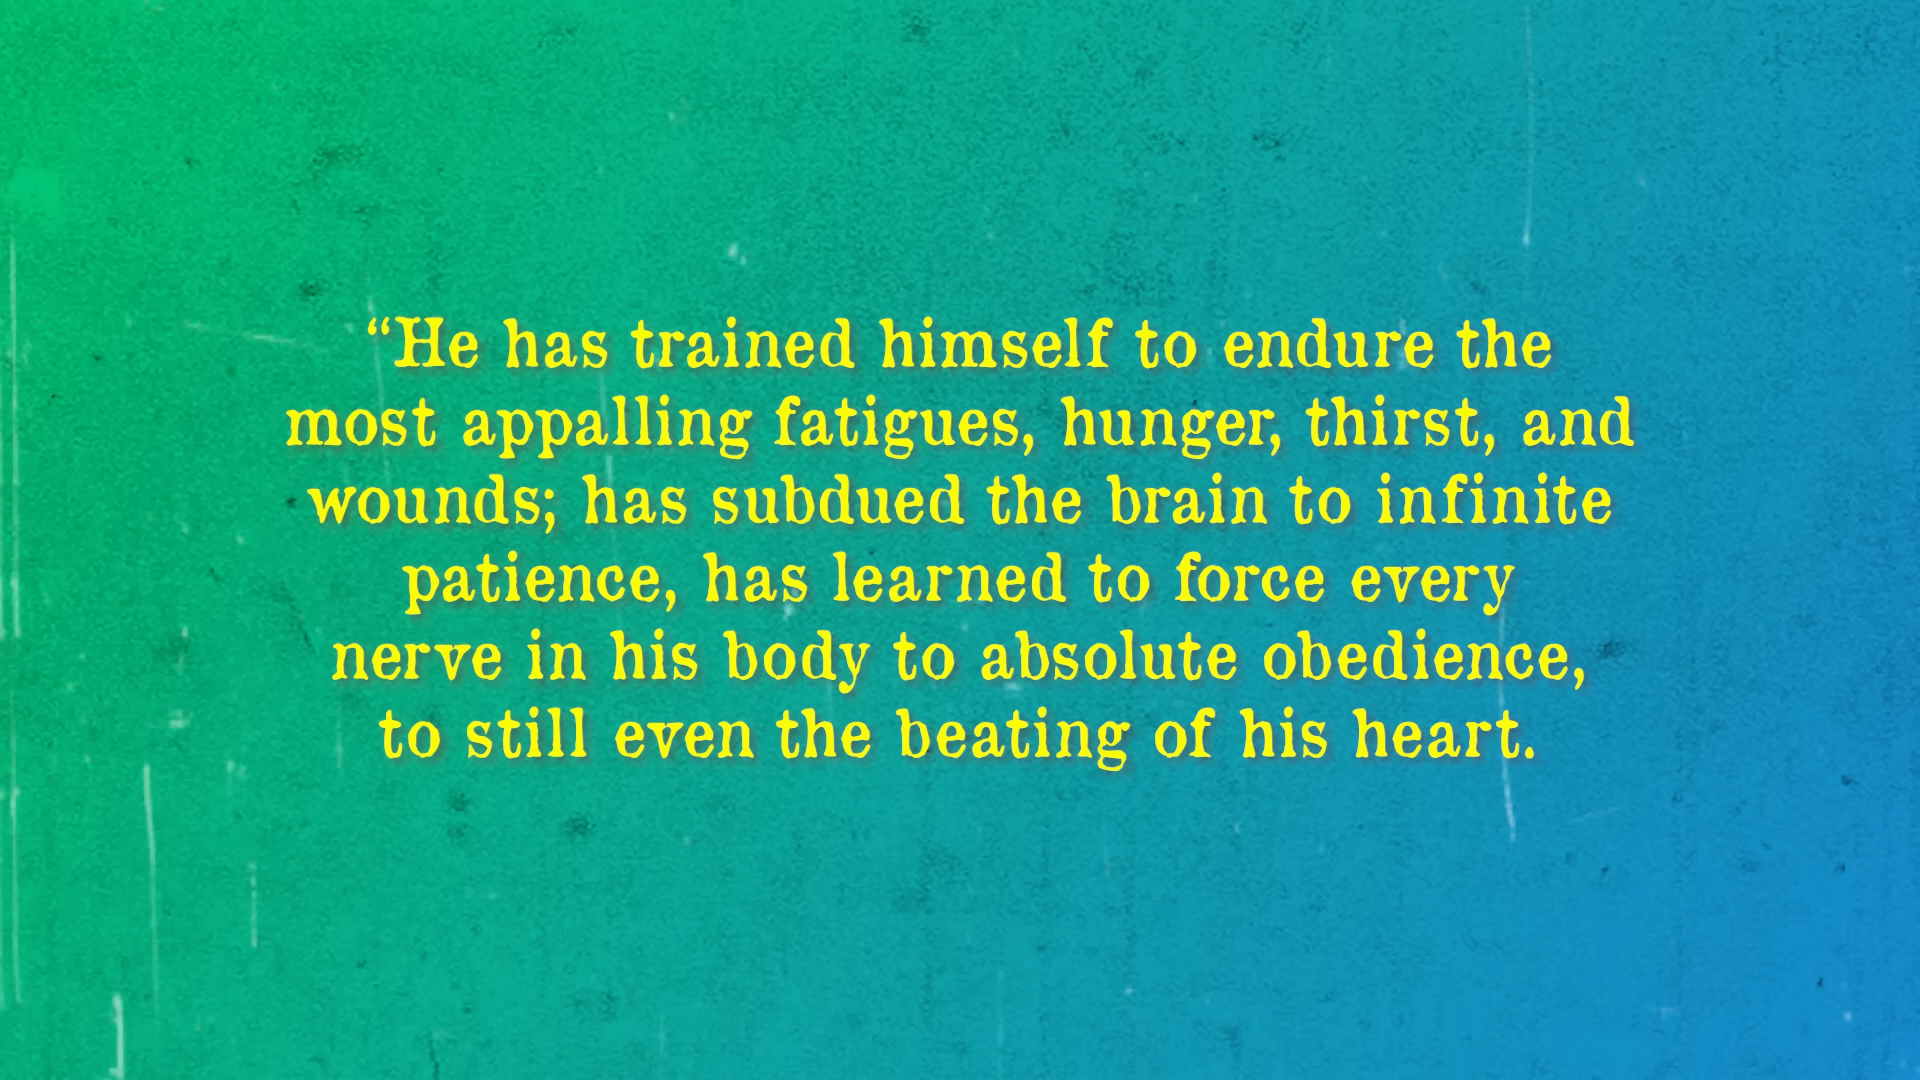 “He has trained himself to endure the
most appalling fatigues, hunger, thirst, and
wounds; has subdued the brain to infinite
patience, has learned to force every
nerve in his body to absolute obedience,
to still even the beating of his heart.